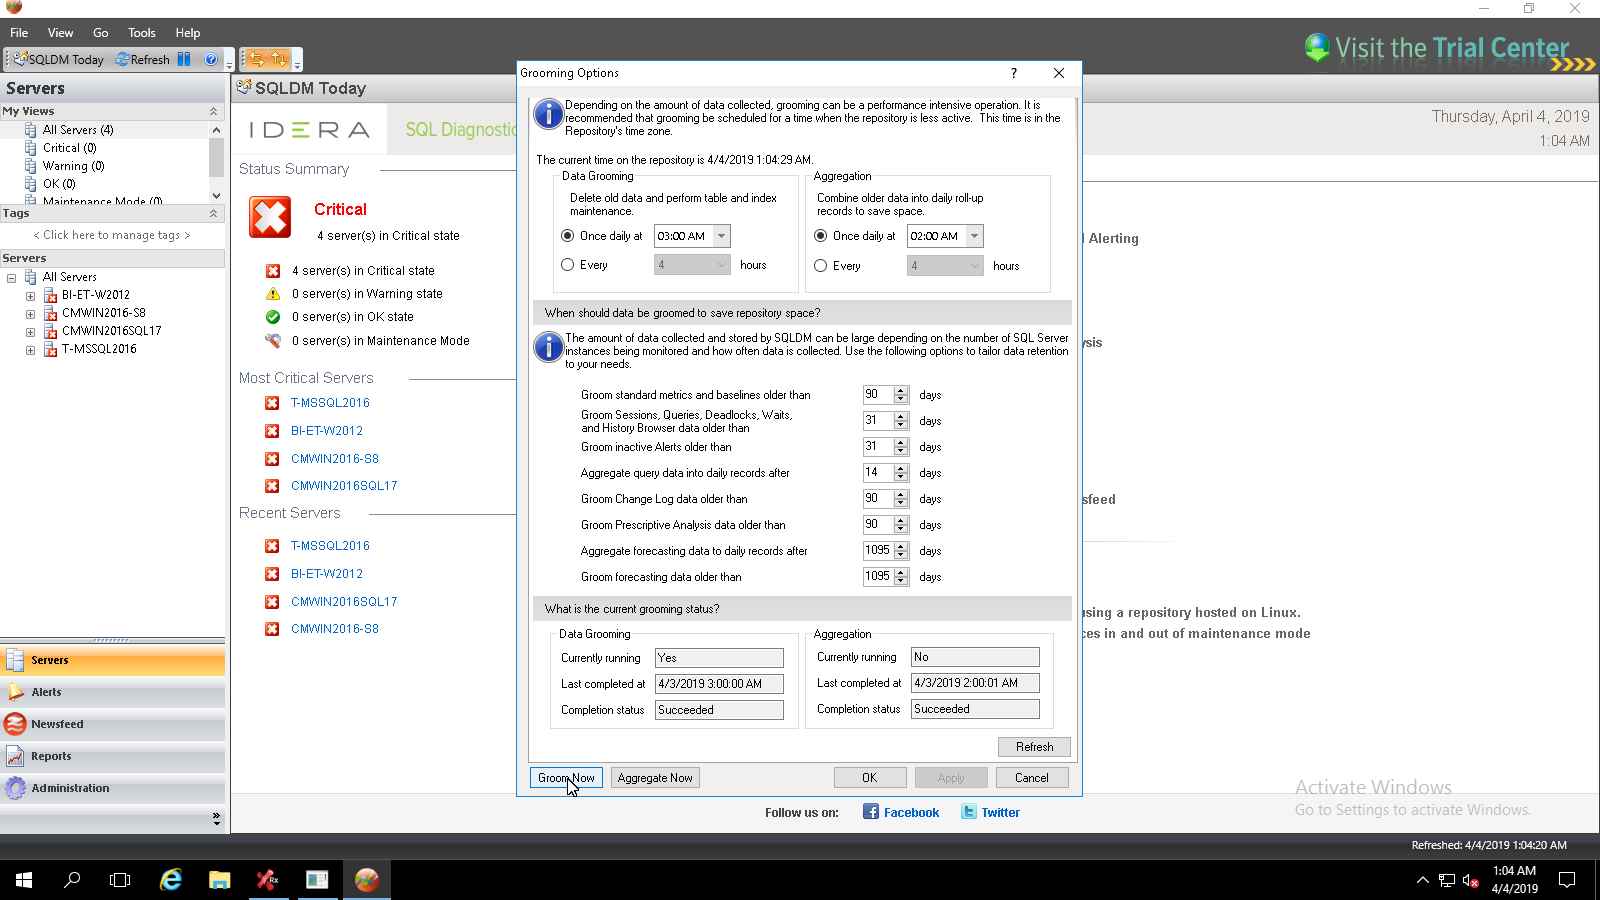 File View Go Tools Help
SQLDM Today Refresh
Visit the Trial Center
Servers
My Views
All Servers (4)
Critical (0)
Warning (0)
OK (0)
Maintenance Mode (0)
Tags
< Click here to manage tags >
Servers
All Servers
BI-ET-W2012
CMWIN2016-S8
CMWIN2016SQL17
T-MSSQL2016
Servers
Alerts
Newsfeed
Reports
Administration
SQLDM Today
IDERA SQL Diagnostic
Thursday, April 4, 2019
1:04 AM
Status Summary
Critical
4 server(s) in Critical state
4 server(s) in Critical state
0 server(s) in Warning state
0 server(s) in OK state
0 server(s) in Maintenance Mode
Most Critical Servers
T-MSSQL2016
BI-ET-W2012
CMWIN2016-S8
CMWIN2016SQL17
Recent Servers
T-MSSQL2016
BI-ET-W2012
CMWIN2016SQL17
CMWIN2016-S8
Grooming Options ?
Depending on the amount of data collected, grooming can be a performance intensive operation. It is
recommended that grooming be scheduled for a time when the repository is less active. This time is in the
Repository's time zone.
The current time on the repository is 4/4/2019 1:04:29 AM.
Data Grooming
Delete old data and perform table and index
maintenance.
Once daily at 03:00 AM
Every 4 hours
Aggregation
Combine older data into daily roll-up
records to save space.
Once daily at 02:00 AM
Every 4 hours
When should data be groomed to save repository space?
The amount of data collected and stored by SQLDM can be large depending on the number of SQL Server
instances being monitored and how often data is collected. Use the following options to tailor data retention
to your needs.
Groom standard metrics and baselines older than 90 days
Groom Sessions, Queries, Deadlocks, Waits,
and History Browser data older than 31 days
Groom inactive Alerts older than 31 days
Aggregate query data into daily records after 14 days
Groom Change Log data older than 90 days
Groom Prescriptive Analysis data older than 90 days
Aggregate forecasting data to daily records after 1095 days
Groom forecasting data older than 1095 days
What is the current grooming status?
Data Grooming
Currently running Yes
Last completed at 4/3/2019 3:00:00 AM
Completion status Succeeded
Aggregation
Currently running No
Last completed at 4/3/2019 2:00:01 AM
Completion status Succeeded
Refresh
Groom Now Aggregate Now OK Apply Cancel
Alerting
ysis
sfeed
using a repository hosted on Linux.
ces in and out of maintenance mode
Follow us on: Facebook Twitter
Activate Windows
Go to Settings to activate Windows.
Refreshed: 4/4/2019 1:04:20 AM
1:04 AM
4/4/2019